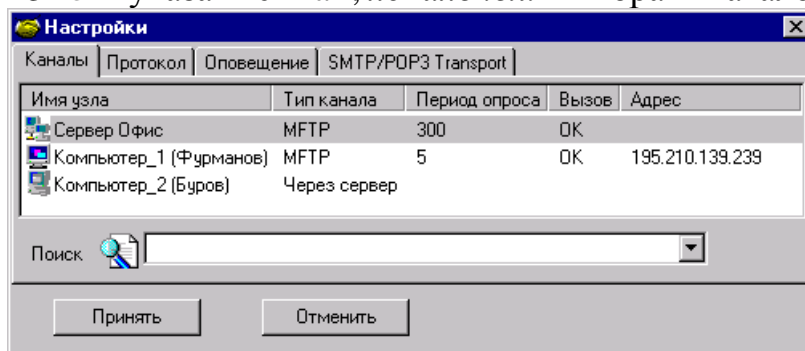 Настройки
Каналы Протокол Оповещение SMTP/POP3 Transport
Имя узла Тип канала Период опроса Вызов Адрес
Сервер Офис MFTP 300 OK
Компьютер_1 (Фурманов) MFTP 5 OK 195.210.139.239
Компьютер_2 (Буров) Через сервер
Поиск
Принять Отменить